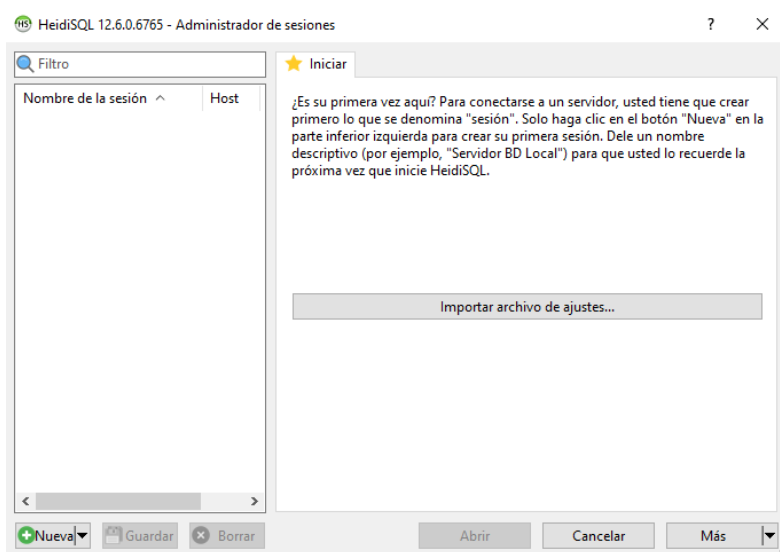 HeidiSQL 12.6.0.6765 - Administrador de sesiones
Filtro
Nombre de la sesión Host
Iniciar
¿Es su primera vez aquí? Para conectarse a un servidor, usted tiene que crear
primero lo que se denomina "sesión". Solo haga clic en el botón "Nueva" en la
parte inferior izquierda para crear su primera sesión. Dele un nombre
descriptivo (por ejemplo, "Servidor BD Local") para que usted lo recuerde la
próxima vez que inicie HeidiSQL.
Importar archivo de ajustes...
Nueva Guardar Borrar Abrir Cancelar Más